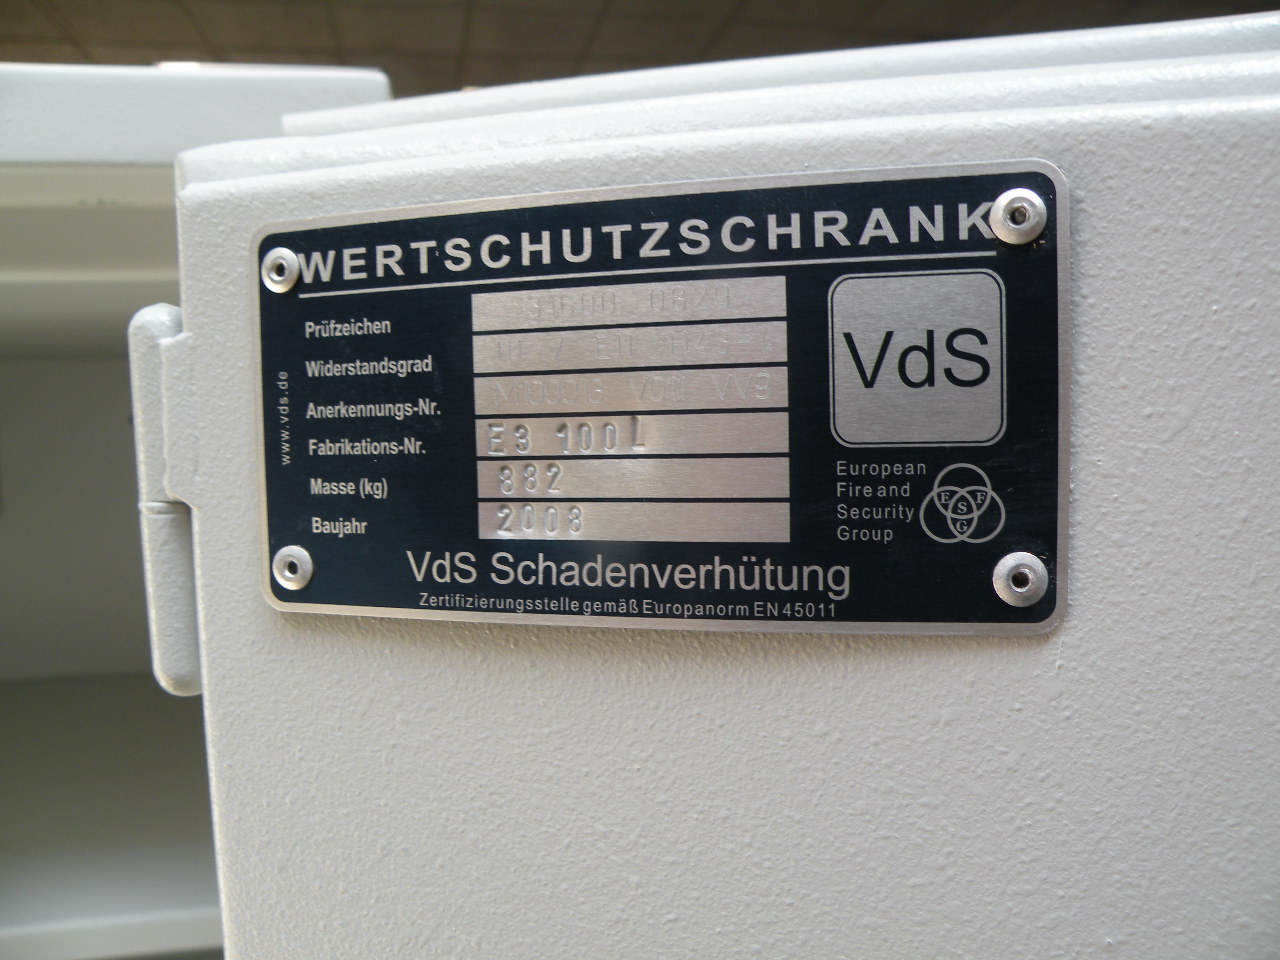 WERTSCHUTZSCHRANK
Prüfzeichen
Widerstandsgrad
Anerkennungs-Nr.
Fabrikations-Nr. E3 100L
Masse (kg) 882
Baujahr 2008
www.vds.de
VdS
European
Fire and
Security
Group
E F
S
G
VdS Schadenverhütung
Zertifizierungsstelle gemäß Europanorm EN 45011